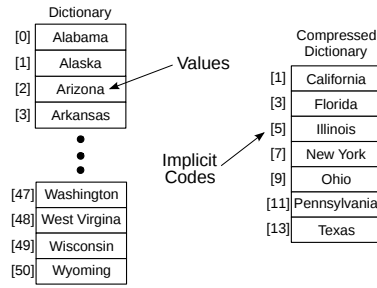 Dictionary
[0] Alabama
[1] Alaska
[2] Arizona
[3] Arkansas
[47] Washington
[48] West Virgina
[49] Wisconsin
[50] Wyoming
Values
Implicit
Codes
Compressed
Dictionary
[1] California
[3] Florida
[5] Illinois
[7] New York
[9] Ohio
[11] Pennsylvania
[13] Texas